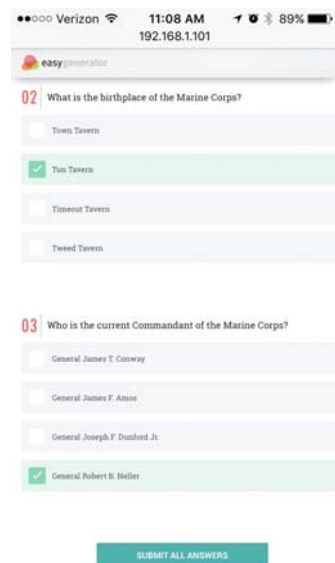 Verizon 11:08 AM 89%
192.168.1.101
easygenerator
02 What is the birthplace of the Marine Corps?
Town Tavern
Tun Tavern
Timeout Tavern
Tweed Tavern
03 Who is the current Commandant of the Marine Corps?
General James T. Conway
General James F. Amos
General Joseph F. Dunford Jr.
General Robert B. Neller
SUBMIT ALL ANSWERS